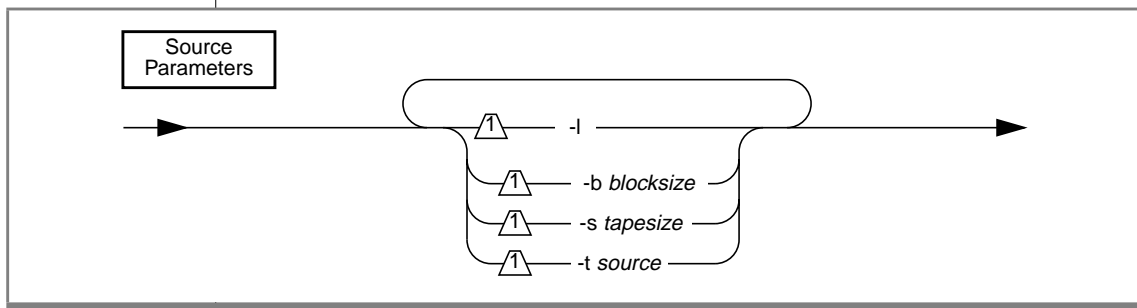 Source
Parameters
1 -l
1 -b blocksize
1 -s tapesize
1 -t source